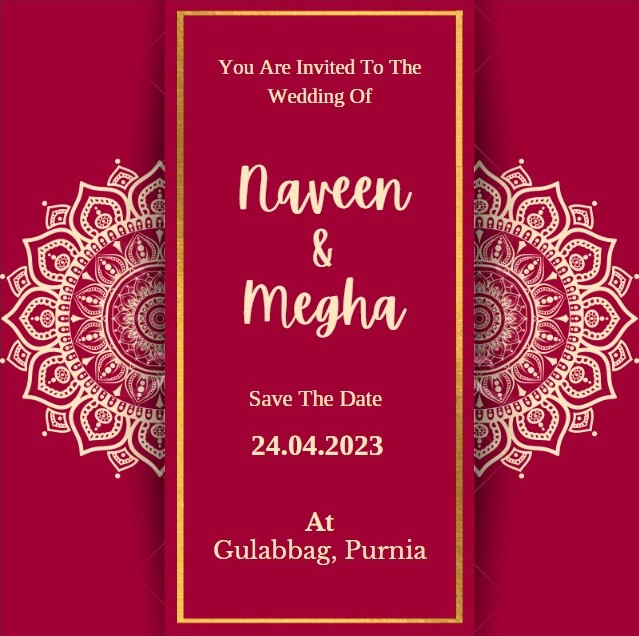 You Are Invited To The
Wedding Of
Naveen
&
Megha
Save The Date
24.04.2023
At
Gulabbag, Purnia